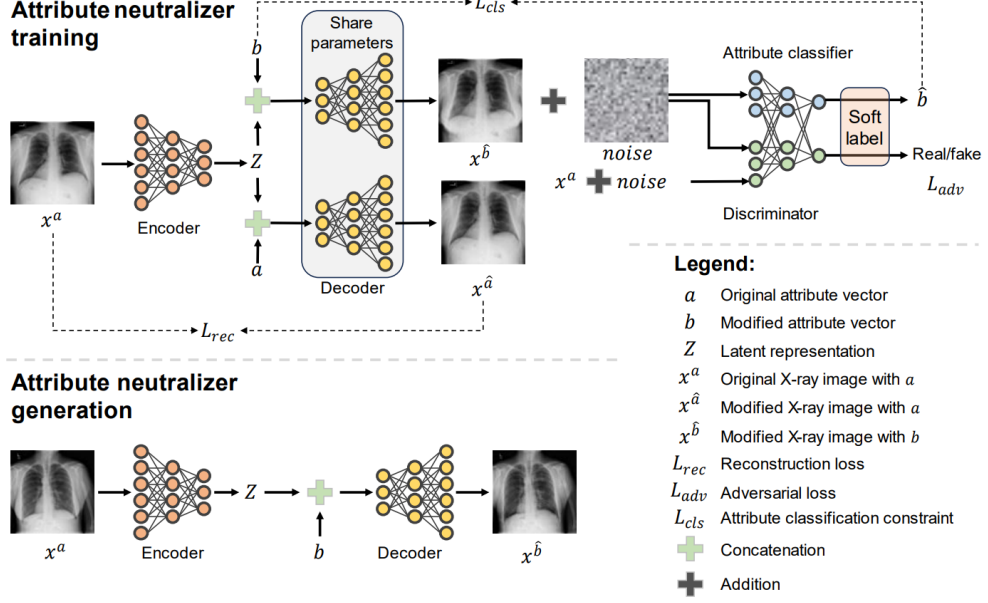 Attribute neutralizer
training
L_cls
Share
parameters
b
Attribute classifier
b̂
Soft
label
x^b̂
noise
Z
Real/fake
x^a
Encoder
x^a noise
L_adv
Discriminator
a
Decoder
x^â
L_rec
Legend:
a Original attribute vector
b Modified attribute vector
Z Latent representation
x^a Original X-ray image with a
x^â Modified X-ray image with a
x^b̂ Modified X-ray image with b
L_rec Reconstruction loss
L_adv Adversarial loss
L_cls Attribute classification constraint
Concatenation
Addition
Attribute neutralizer
generation
Z
x^a
Encoder
b
Decoder
x^b̂